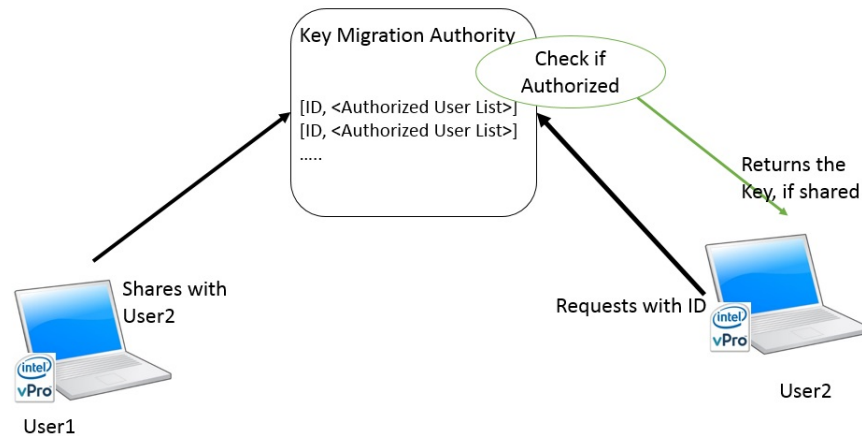 Key Migration Authority
Check if
Authorized
[ID, <Authorized User List>]
[ID, <Authorized User List>]
.....
Returns the
Key, if shared
Shares with
User2
Requests with ID
intel
vPro
User1
intel
vPro
User2